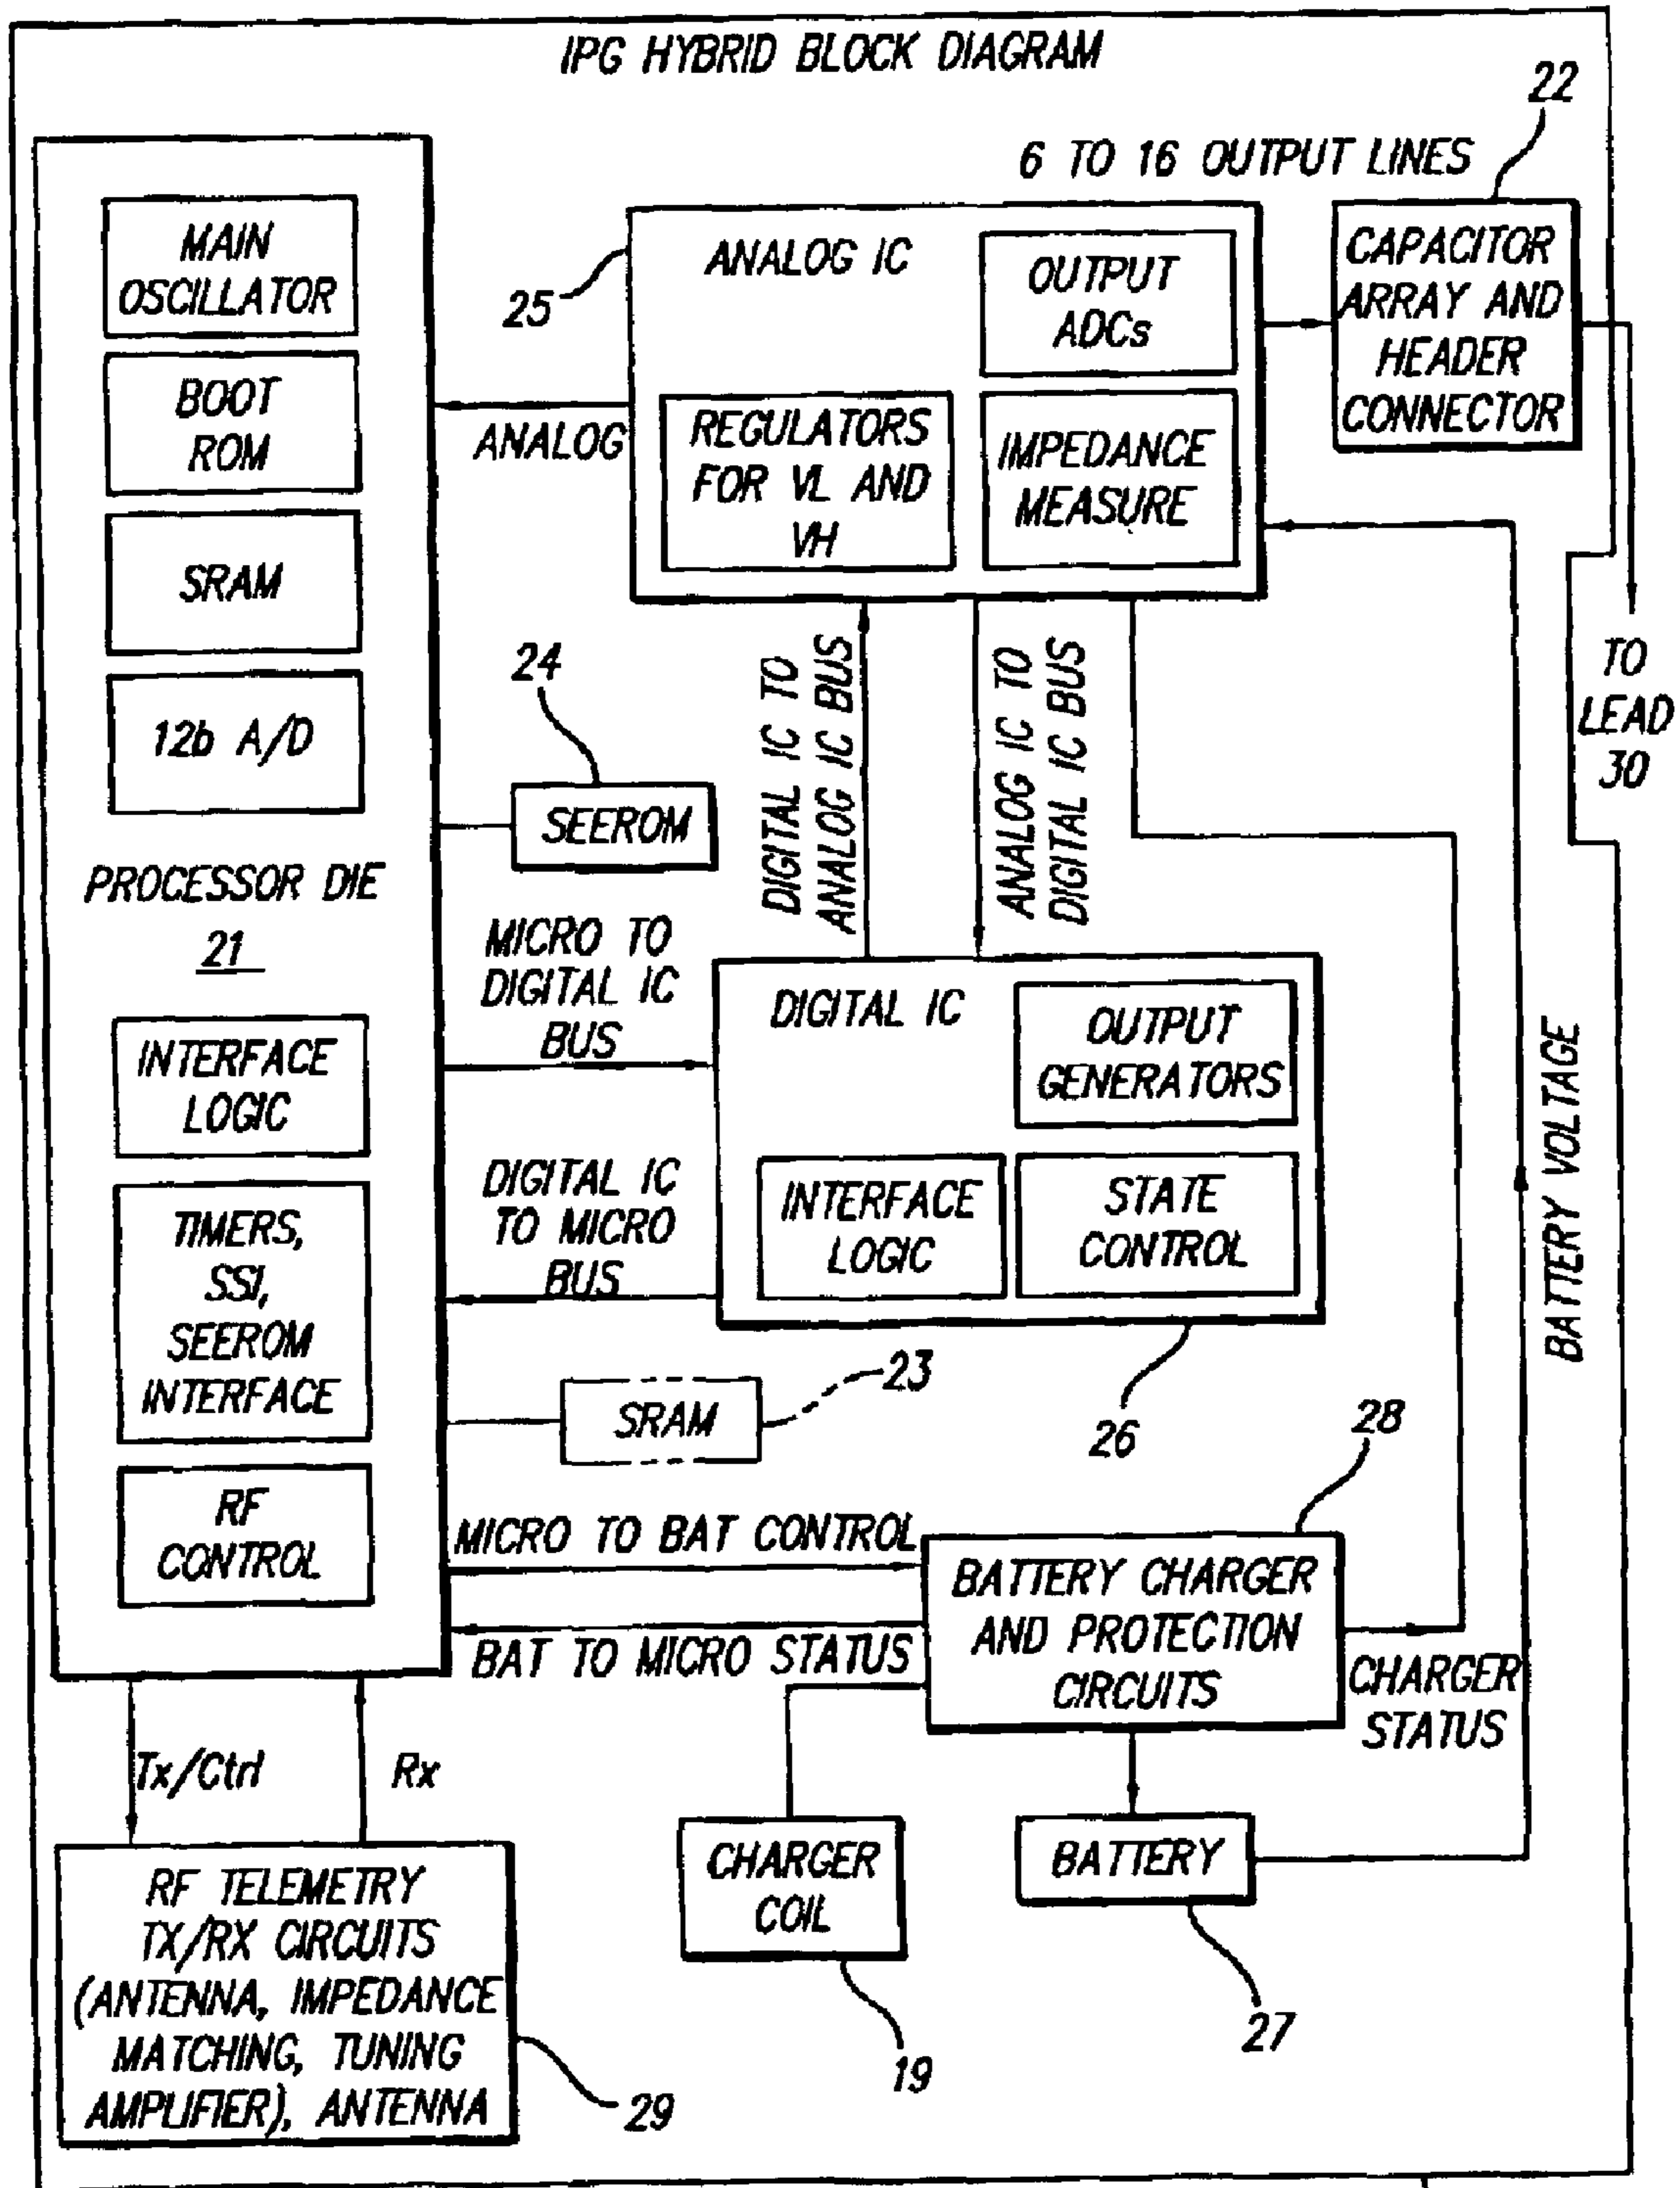 IPG HYBRID BLOCK DIAGRAM
22
6 TO 16 OUTPUT LINES
MAIN
OSCILLATOR
BOOT
ROM
SRAM
12b A/D
PROCESSOR DIE
21
INTERFACE
LOGIC
TIMERS,
SSI,
SEEROM
INTERFACE
RF
CONTROL
25
ANALOG IC
OUTPUT
ADCs
REGULATORS
FOR VL AND
VH
IMPEDANCE
MEASURE
CAPACITOR
ARRAY AND
HEADER
CONNECTOR
ANALOG
TO
LEAD
30
24
SEEROM
DIGITAL IC TO
ANALOG IC BUS
ANALOG IC TO
DIGITAL IC BUS
MICRO TO
DIGITAL IC
BUS
DIGITAL IC
OUTPUT
GENERATORS
INTERFACE
LOGIC
STATE
CONTROL
DIGITAL IC
TO MICRO
BUS
BATTERY VOLTAGE
SRAM
23
26
28
MICRO TO BAT CONTROL
BAT TO MICRO STATUS
BATTERY CHARGER
AND PROTECTION
CIRCUITS
CHARGER
STATUS
Tx/Ctrl
Rx
CHARGER
COIL
BATTERY
19
27
RF TELEMETRY
TX/RX CIRCUITS
(ANTENNA, IMPEDANCE
MATCHING, TUNING
AMPLIFIER), ANTENNA
29